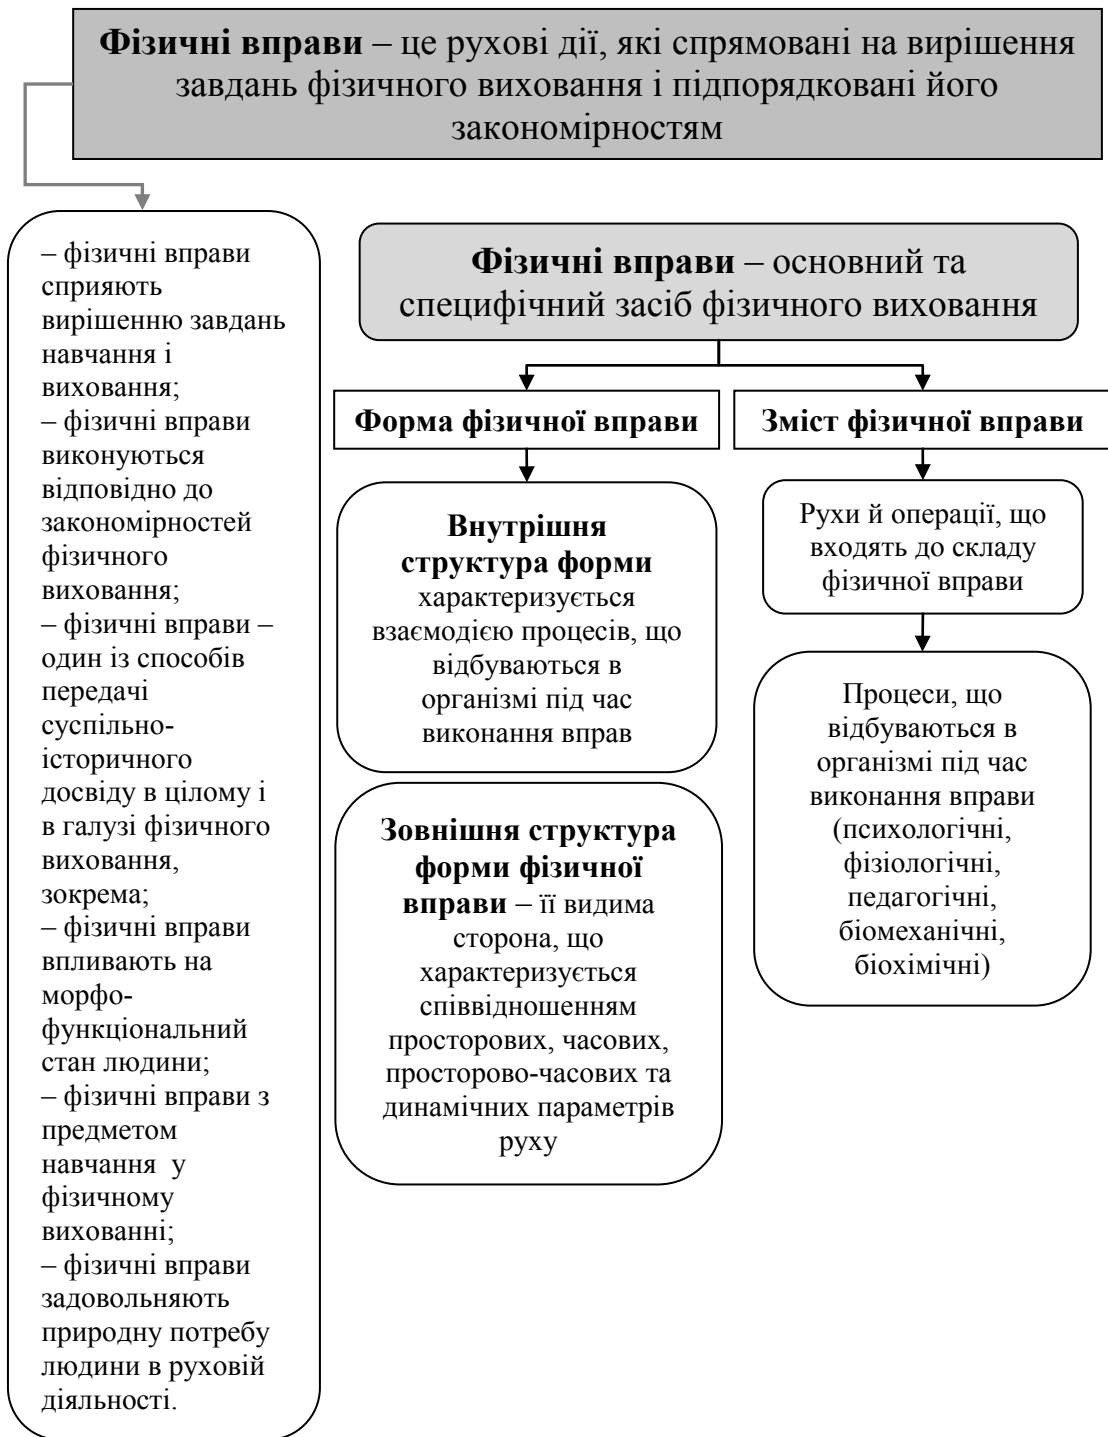 Фізичні вправи – це рухові дії, які спрямовані на вирішення
завдань фізичного виховання і підпорядковані його
закономірностям
– фізичні вправи
сприяють
вирішенню завдань
навчання і
виховання;
– фізичні вправи
виконуються
відповідно до
закономірностей
фізичного
виховання;
– фізичні вправи –
один із способів
передачі
суспільно-
історичного
досвіду в цілому і
в галузі фізичного
виховання,
зокрема;
– фізичні вправи
впливають на
морфо-
функціональний
стан людини;
– фізичні вправи з
предметом
навчання у
фізичному
вихованні;
– фізичні вправи
задовольняють
природну потребу
людини в руховій
діяльності.
Фізичні вправи – основний та
специфічний засіб фізичного виховання
Форма фізичної вправи
Внутрішня
структура форми
характеризується
взаємодією процесів, що
відбуваються в
організмі під час
виконання вправ
Зовнішня структура
форми фізичної
вправи – її видима
сторона, що
характеризується
співвідношенням
просторових, часових,
просторово-часових та
динамічних параметрів
руху
Зміст фізичної вправи
Рухи й операції, що
входять до складу
фізичної вправи
Процеси, що
відбуваються в
організмі під час
виконання вправи
(психологічні,
фізіологічні,
педагогічні,
біомеханічні,
біохімічні)